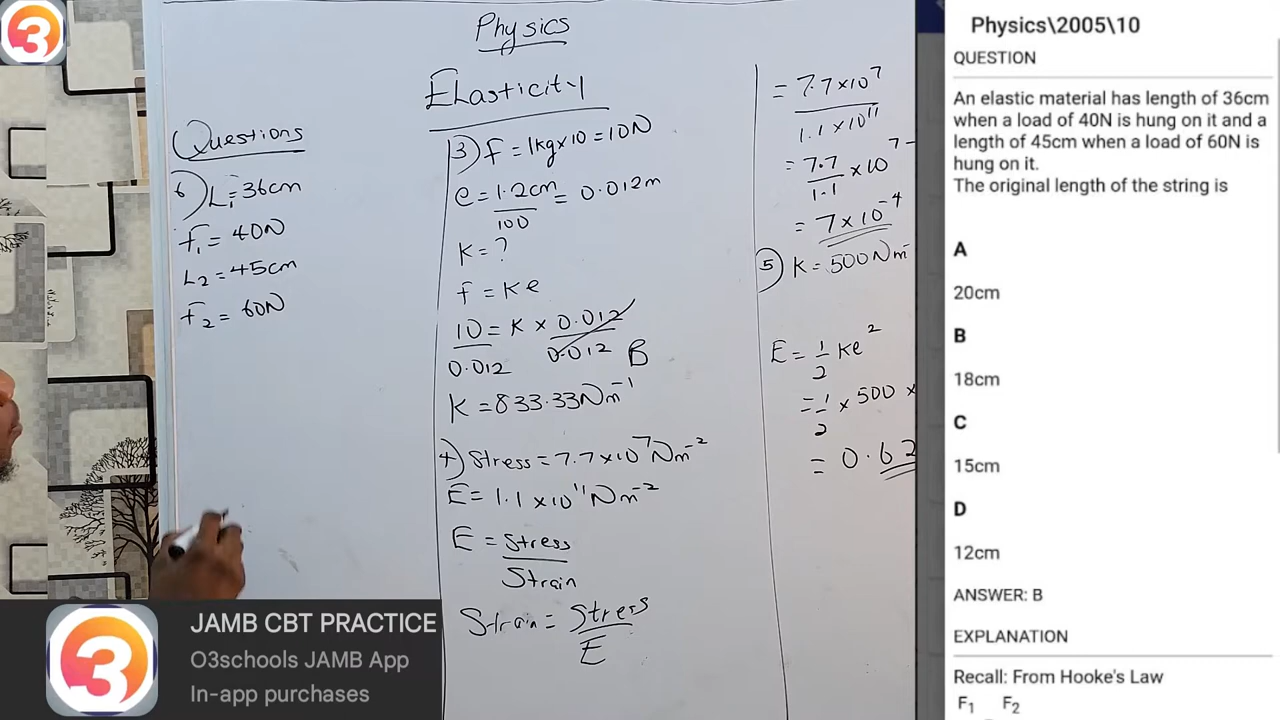 3
Physics
Elasticity
Questions
6) L₁=36cm
F₁ = 40N
L₂ = 45cm
F₂ = 60N
3) f = 1kg x 10 = 10N
e = 1.2cm/100 = 0.012m
K = ?
f = Ke
10/0.012 = K x 0.012/0.012 B
K = 833.33Nm⁻¹
4) Stress = 7.7 x 10⁷ Nm⁻²
E = 1.1 x 10¹¹ Nm⁻²
E = Stress/Strain
Strain = Stress/E
= 7.7 x 10⁷/1.1 x 10¹¹
= 7.7/1.1 x 10⁷⁻
= 7 x 10⁻⁴
5) K = 500Nm⁻
E = 1/2 Ke²
= 1/2 x 500 x
= 0.62
Physics\2005\10
QUESTION
An elastic material has length of 36cm
when a load of 40N is hung on it and a
length of 45cm when a load of 60N is
hung on it.
The original length of the string is
A
20cm
B
18cm
C
15cm
D
12cm
ANSWER: B
EXPLANATION
Recall: From Hooke's Law
F₁ F₂
3
JAMB CBT PRACTICE
O3schools JAMB App
In-app purchases